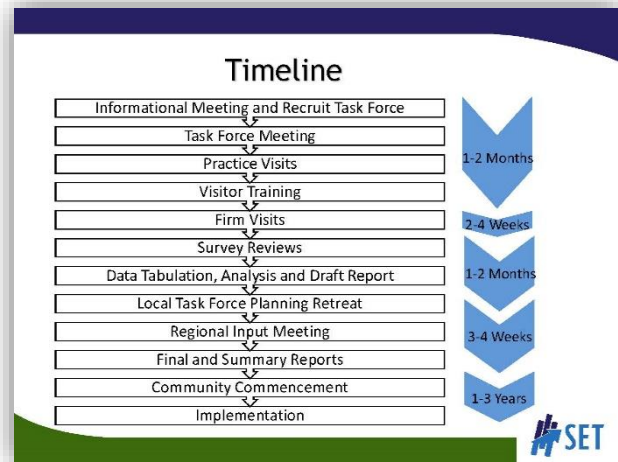 Timeline
Informational Meeting and Recruit Task Force
Task Force Meeting
Practice Visits
Visitor Training
Firm Visits
Survey Reviews
Data Tabulation, Analysis and Draft Report
Local Task Force Planning Retreat
Regional Input Meeting
Final and Summary Reports
Community Commencement
Implementation
1-2 Months
2-4 Weeks
1-2 Months
3-4 Weeks
1-3 Years
SET